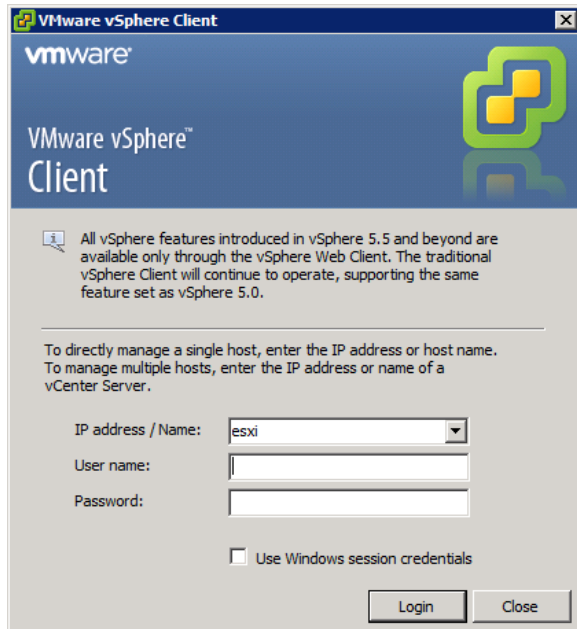 VMware vSphere Client
vmware®
VMware vSphere™
Client
All vSphere features introduced in vSphere 5.5 and beyond are
available only through the vSphere Web Client. The traditional
vSphere Client will continue to operate, supporting the same
feature set as vSphere 5.0.
To directly manage a single host, enter the IP address or host name.
To manage multiple hosts, enter the IP address or name of a
vCenter Server.
IP address / Name: esxi
User name:
Password:
Use Windows session credentials
Login Close